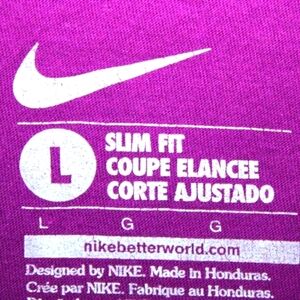 L
SLIM FIT
COUPE ELANCEE
CORTE AJUSTADO
L G G
nikebetterworld.com
Designed by NIKE. Made in Honduras.
Crée par NIKE. Fabrique au Honduras.